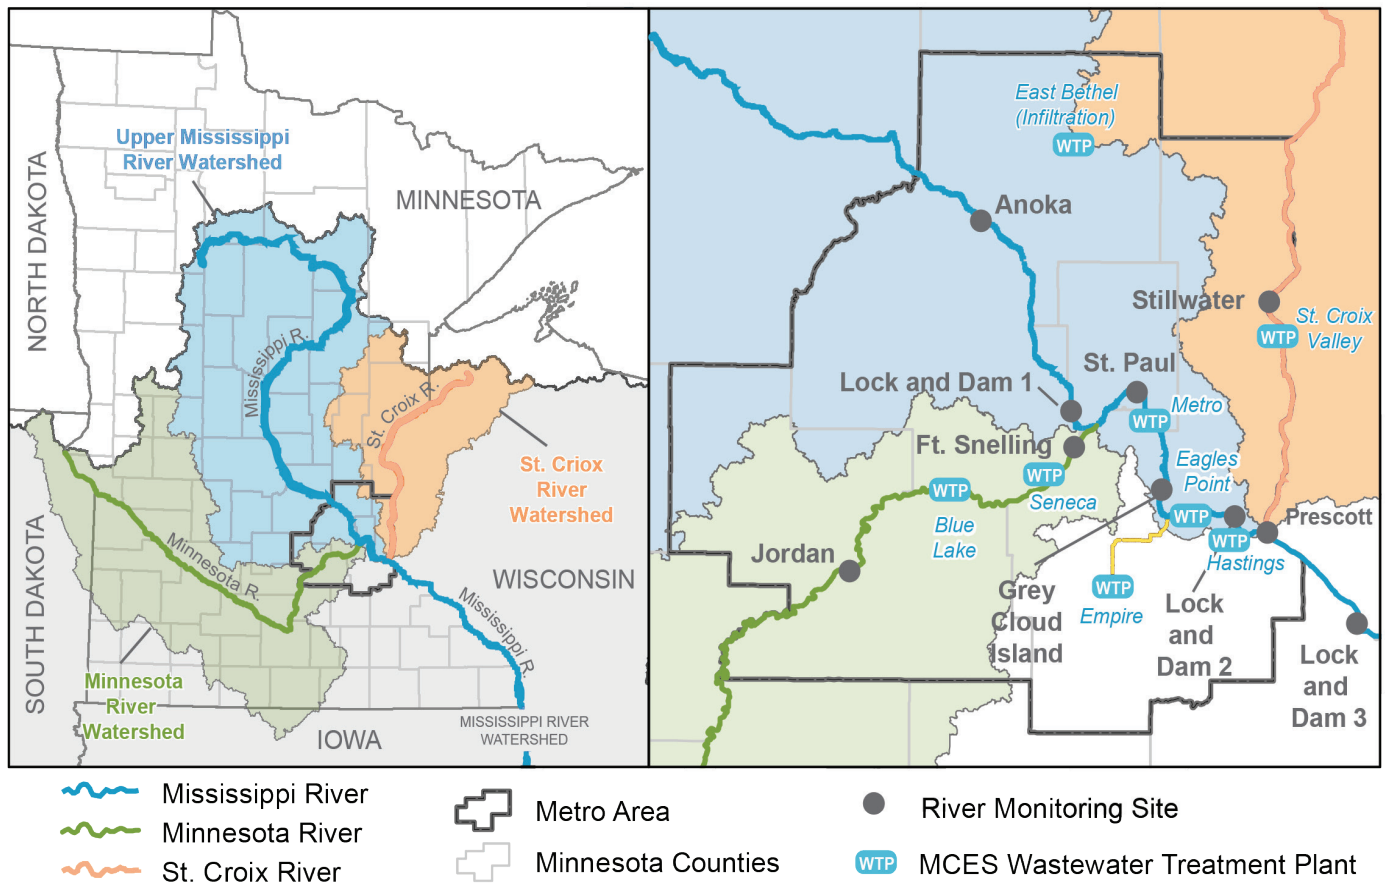 Upper Mississippi
River Watershed
NORTH DAKOTA
MINNESOTA
Mississippi R.
St. Croix R.
St. Criox
River
Watershed
SOUTH DAKOTA
Minnesota R.
WISCONSIN
Mississippi R.
Minnesota
River
Watershed
IOWA
MISSISSIPPI RIVER
WATERSHED
East Bethel
(Infiltration)
WTP
Anoka
Stillwater
St. Croix
Valley
WTP
St. Paul
Lock and Dam 1
Metro
WTP
Ft. Snelling
Eagles
Point
WTP
Seneca
WTP
Blue
Lake
WTP
Prescott
WTP
Hastings
Jordan
Grey
Cloud
Island
WTP
Empire
Lock
and
Dam 2
Lock
and
Dam 3
Mississippi River
Minnesota River
St. Croix River
Metro Area
Minnesota Counties
River Monitoring Site
WTP MCES Wastewater Treatment Plant